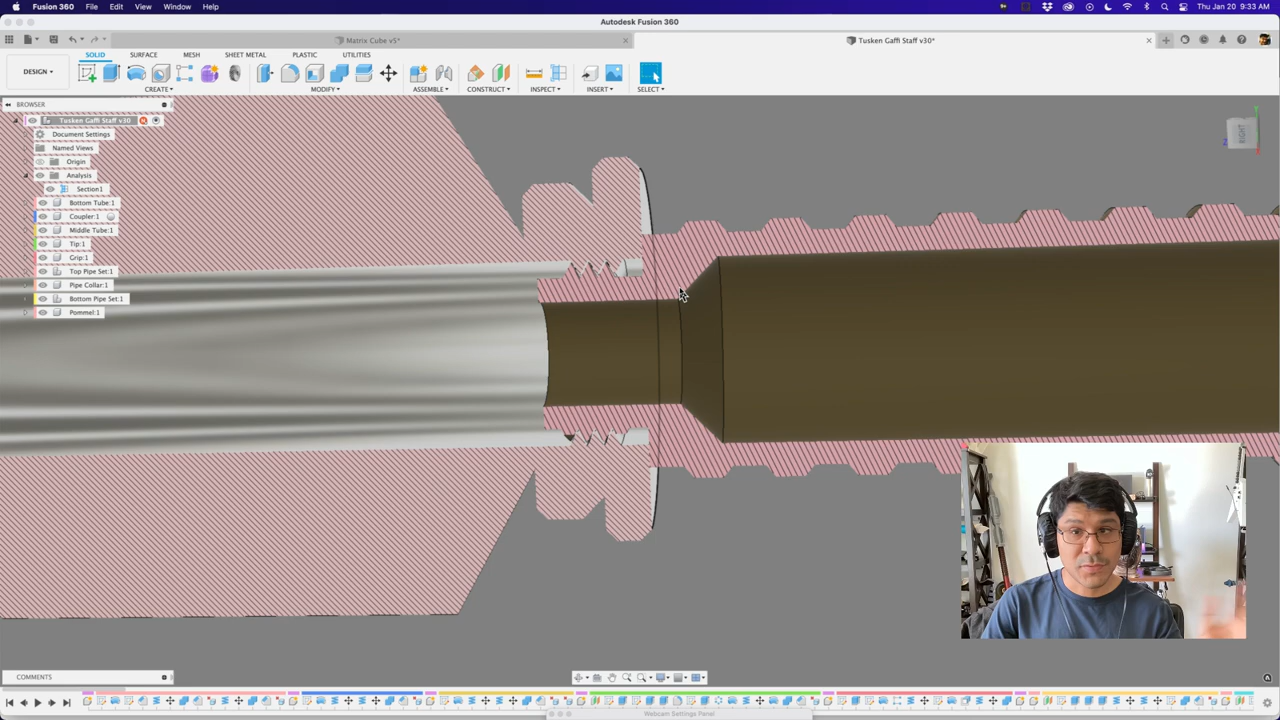 Fusion 360 File Edit View Window Help Thu Jan 20 9:33 AM
Autodesk Fusion 360
Matrix Cube v5* Tusken Gaffi Staff v30*
SOLID SURFACE MESH SHEET METAL PLASTIC UTILITIES
DESIGN
CREATE MODIFY ASSEMBLE CONSTRUCT INSPECT INSERT SELECT
BROWSER
Tusken Gaffi Staff v30
Document Settings
Named Views
Origin
Analysis
Section1
Bottom Tube:1
Coupler:1
Middle Tube:1
Tip:1
Grip:1
Top Pipe Set:1
Pipe Collar:1
Bottom Pipe Set:1
Pommel:1
RIGHT
Y
Z
COMMENTS
Webcam Settings Panel